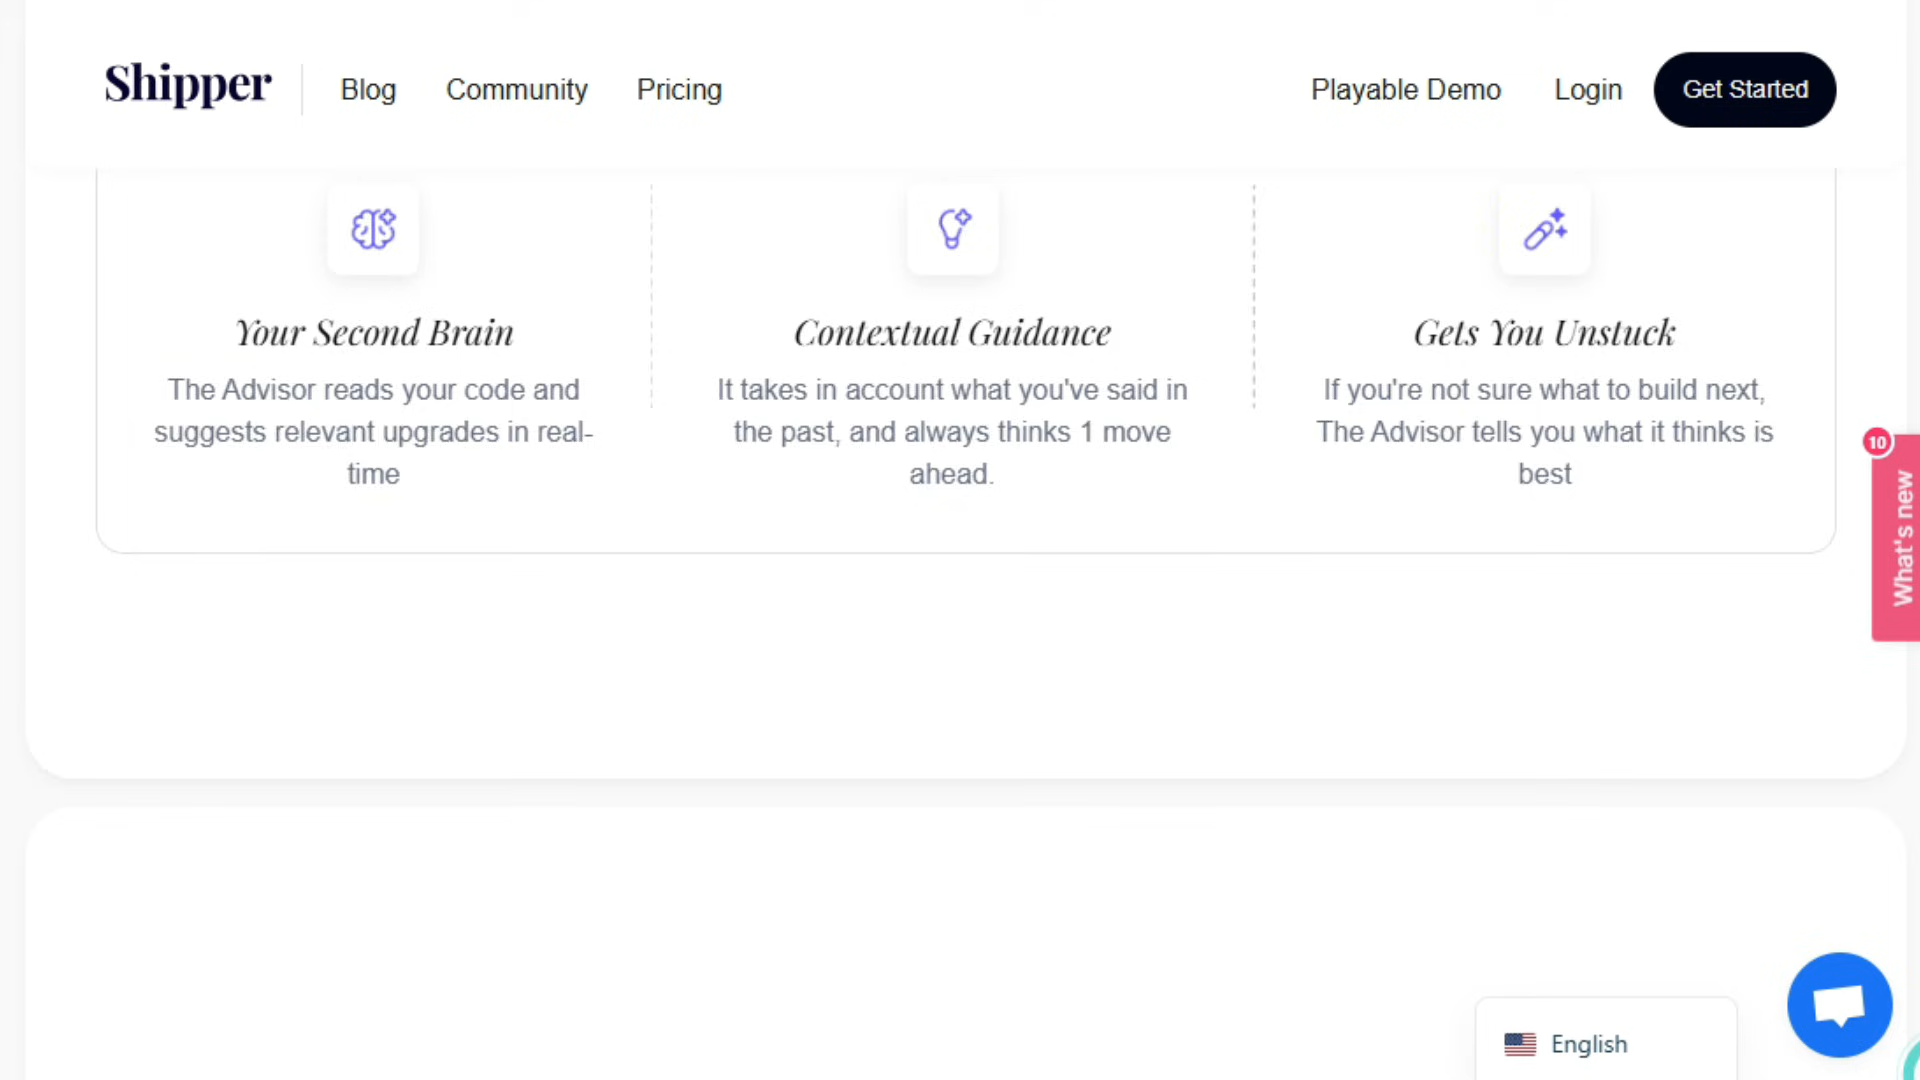 Shipper
Blog
Community
Pricing
Playable Demo
Login
Get Started
Your Second Brain
The Advisor reads your code and
suggests relevant upgrades in real-
time
Contextual Guidance
It takes in account what you've said in
the past, and always thinks 1 move
ahead.
Gets You Unstuck
If you're not sure what to build next,
The Advisor tells you what it thinks is
best
10
What's new
English